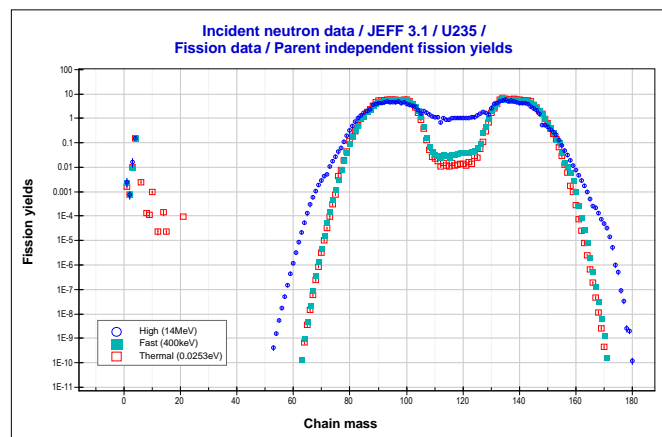 Incident neutron data / JEFF 3.1 / U235 /
Fission data / Parent independent fission yields
Fission yields
100
10
1
0.1
0.01
0.001
1E-4
1E-5
1E-6
1E-7
1E-8
1E-9
1E-10
1E-11
High (14MeV)
Fast (400keV)
Thermal (0.0253eV)
0 20 40 60 80 100 120 140 160 180
Chain mass